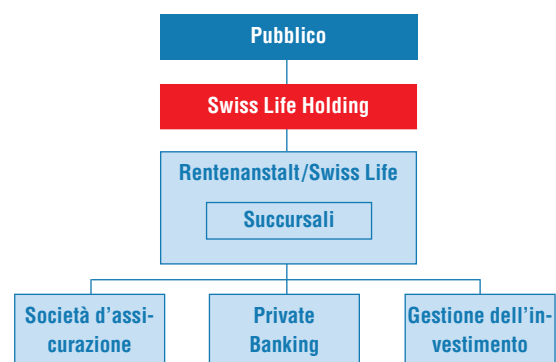 Pubblico
Swiss Life Holding
Rentenanstalt/Swiss Life
Succursali
Società d'assi-
curazione
Private
Banking
Gestione dell'in-
vestimento